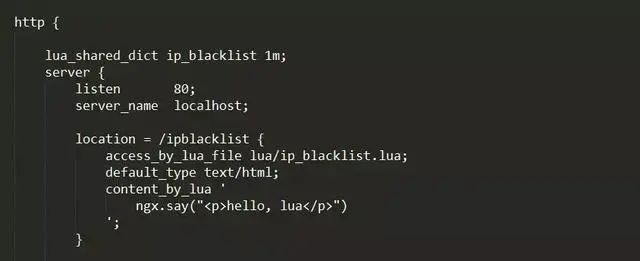 http {
lua_shared_dict ip_blacklist 1m;
server {
listen 80;
server_name localhost;
location = /ipblacklist {
access_by_lua_file lua/ip_blacklist.lua;
default_type text/html;
content_by_lua '
ngx.say("<p>hello, lua</p>")
';
}